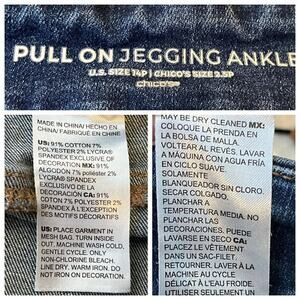 PULL ON JEGGING ANKLE
U.S. SIZE 14P | CHICO'S SIZE 2.5P
chico's
MADE IN CHINA/ HECHO EN
CHINA/ FABRIQUÉ EN CHINE
US: 91% COTTON 7%
POLYESTER 2% LYCRA®
SPANDEX EXCLUSIVE OF
DECORATION MX: 91%
ALGODÓN 7% poliéster 2%
LYCRA® SPANDEX
EXCLUSIVO DE LA
DECORACIÓN CA: 91%
COTON 7% POLYESTER 2%
SPANDEX À L'EXCEPTION
DES MOTIFS DÉCORATIFS
US: PLACE GARMENT IN
MESH BAG, TURN INSIDE
OUT, MACHINE WASH COLD,
GENTLE CYCLE. ONLY
NON-CHLORINE BLEACH,
LINE DRY, WARM IRON. DO
NOT IRON ON DECORATION.
MAY BE DRY CLEANED MX:
COLOQUE LA PRENDA EN
LA BOLSA DE MALLA
VOLTEADO HACIA
AFUERA. LAVAR
A MÁQUINA CON AGUA FRÍA
EN CICLO SUAVE.
SOLAMENTE
BLANQUEADOR SIN CLORO.
SECAR COLGADO.
PLANCHAR A
TEMPERATURA MEDIA. NO
PLANCHAR LAS
DECORACIONES. PUEDE
LAVARSE EN SECO CA:
PLACEZ LE VÊTEMENT
DANS UN SAC-FILET.
RETOURNER. LAVER À LA
MACHINE AU CYCLE
DÉLICAT À L'EAU FROIDE.
UTILISER SEULEMENT UN